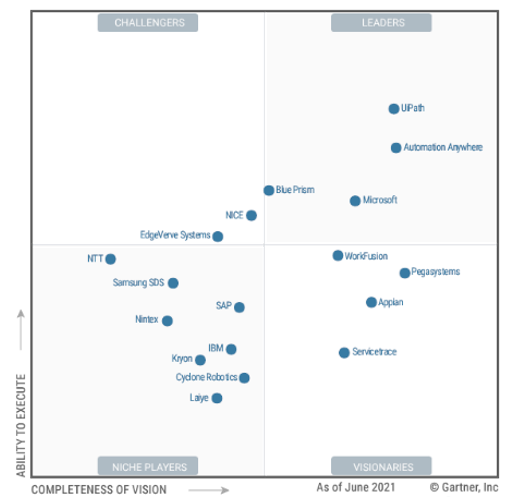 CHALLENGERS
LEADERS
UiPath
Automation Anywhere
Blue Prism
Microsoft
NICE
EdgeVerve Systems
NTT
WorkFusion
Pegasystems
Samsung SDS
Appian
SAP
Nintex
IBM
Servicetrace
Kryon
Cyclone Robotics
Laiye
ABILITY TO EXECUTE
NICHE PLAYERS
VISIONARIES
COMPLETENESS OF VISION
As of June 2021
© Gartner, Inc